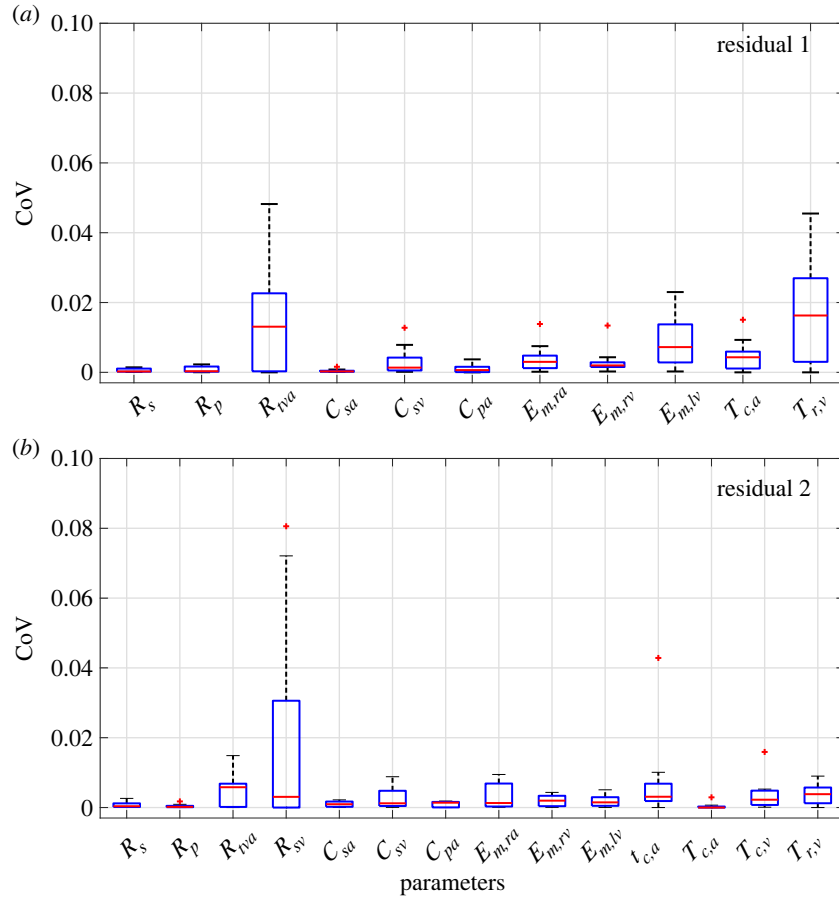 (a)
0.10
residual 1
0.08
0.06
CoV
0.04
0.02
0
R_s R_p R_tva C_sa C_sv C_pa E_m,ra E_m,rv E_m,lv T_c,a T_r,v
(b)
0.10
residual 2
0.08
0.06
CoV
0.04
0.02
0
R_s R_p R_tva R_sv C_sa C_sv C_pa E_m,ra E_m,rv E_m,lv t_c,a T_c,a T_c,v T_r,v
parameters